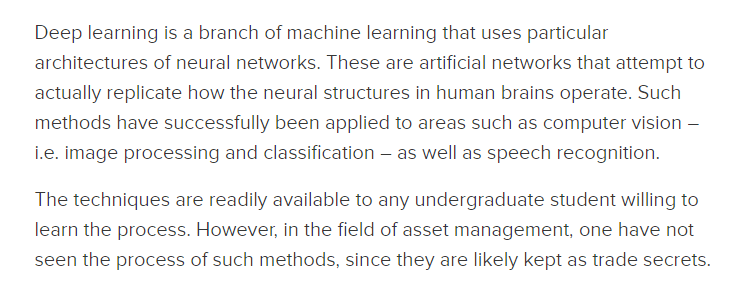 Deep learning is a branch of machine learning that uses particular
architectures of neural networks. These are artificial networks that attempt to
actually replicate how the neural structures in human brains operate. Such
methods have successfully been applied to areas such as computer vision –
i.e. image processing and classification – as well as speech recognition.
The techniques are readily available to any undergraduate student willing to
learn the process. However, in the field of asset management, one have not
seen the process of such methods, since they are likely kept as trade secrets.